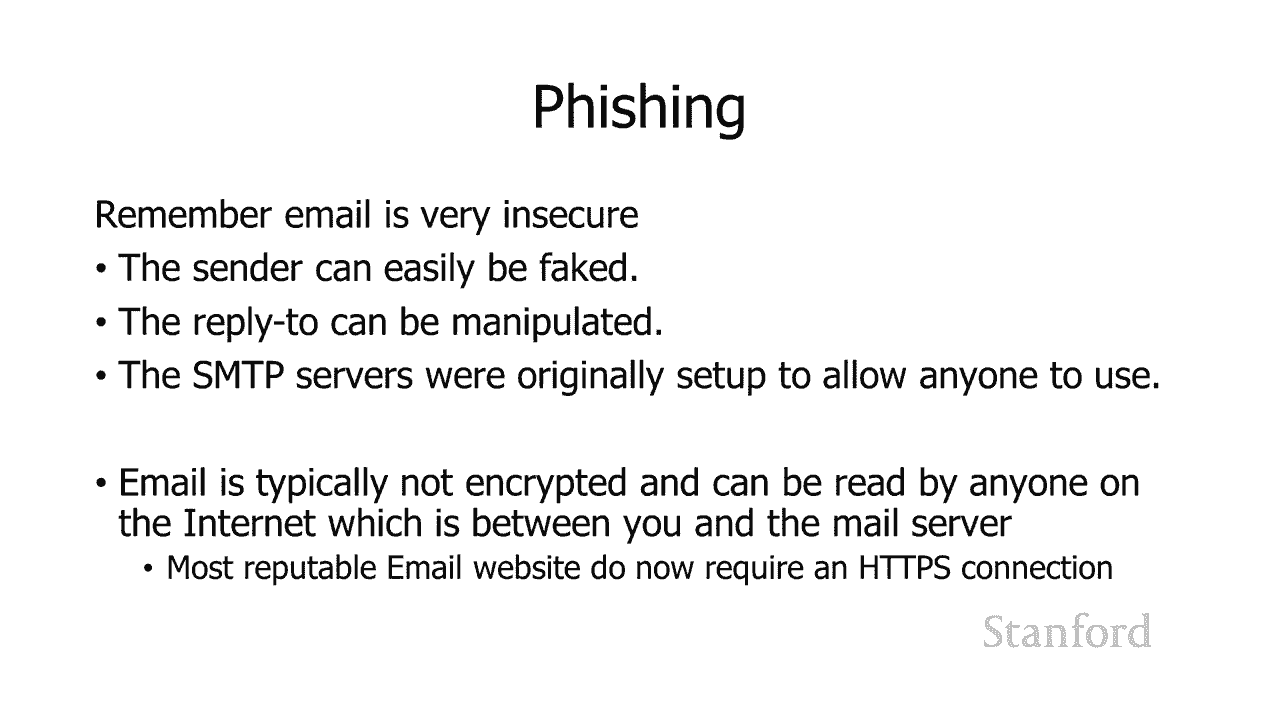 Phishing
Remember email is very insecure
• The sender can easily be faked.
• The reply-to can be manipulated.
• The SMTP servers were originally setup to allow anyone to use.
• Email is typically not encrypted and can be read by anyone on
the Internet which is between you and the mail server
• Most reputable Email website do now require an HTTPS connection
Stanford